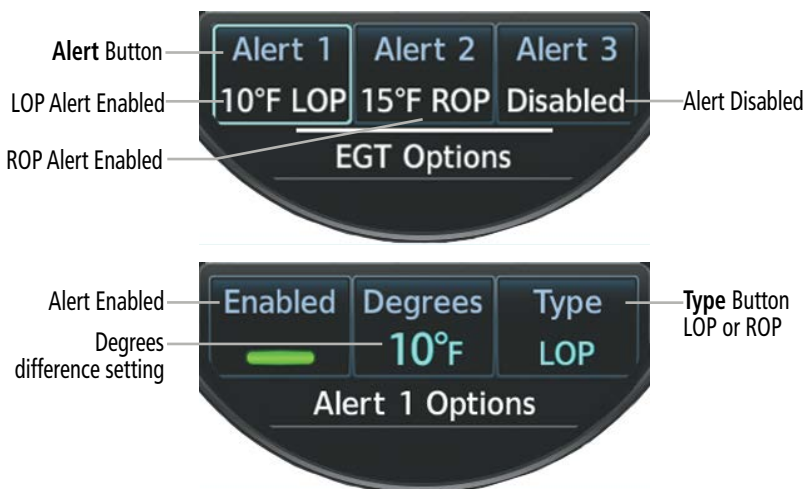 Alert Button
LOP Alert Enabled
ROP Alert Enabled
Alert 1 Alert 2 Alert 3
10°F LOP 15°F ROP Disabled
EGT Options
Alert Disabled
Alert Enabled
Degrees
difference setting
Enabled Degrees Type
10°F LOP
Alert 1 Options
Type Button
LOP or ROP